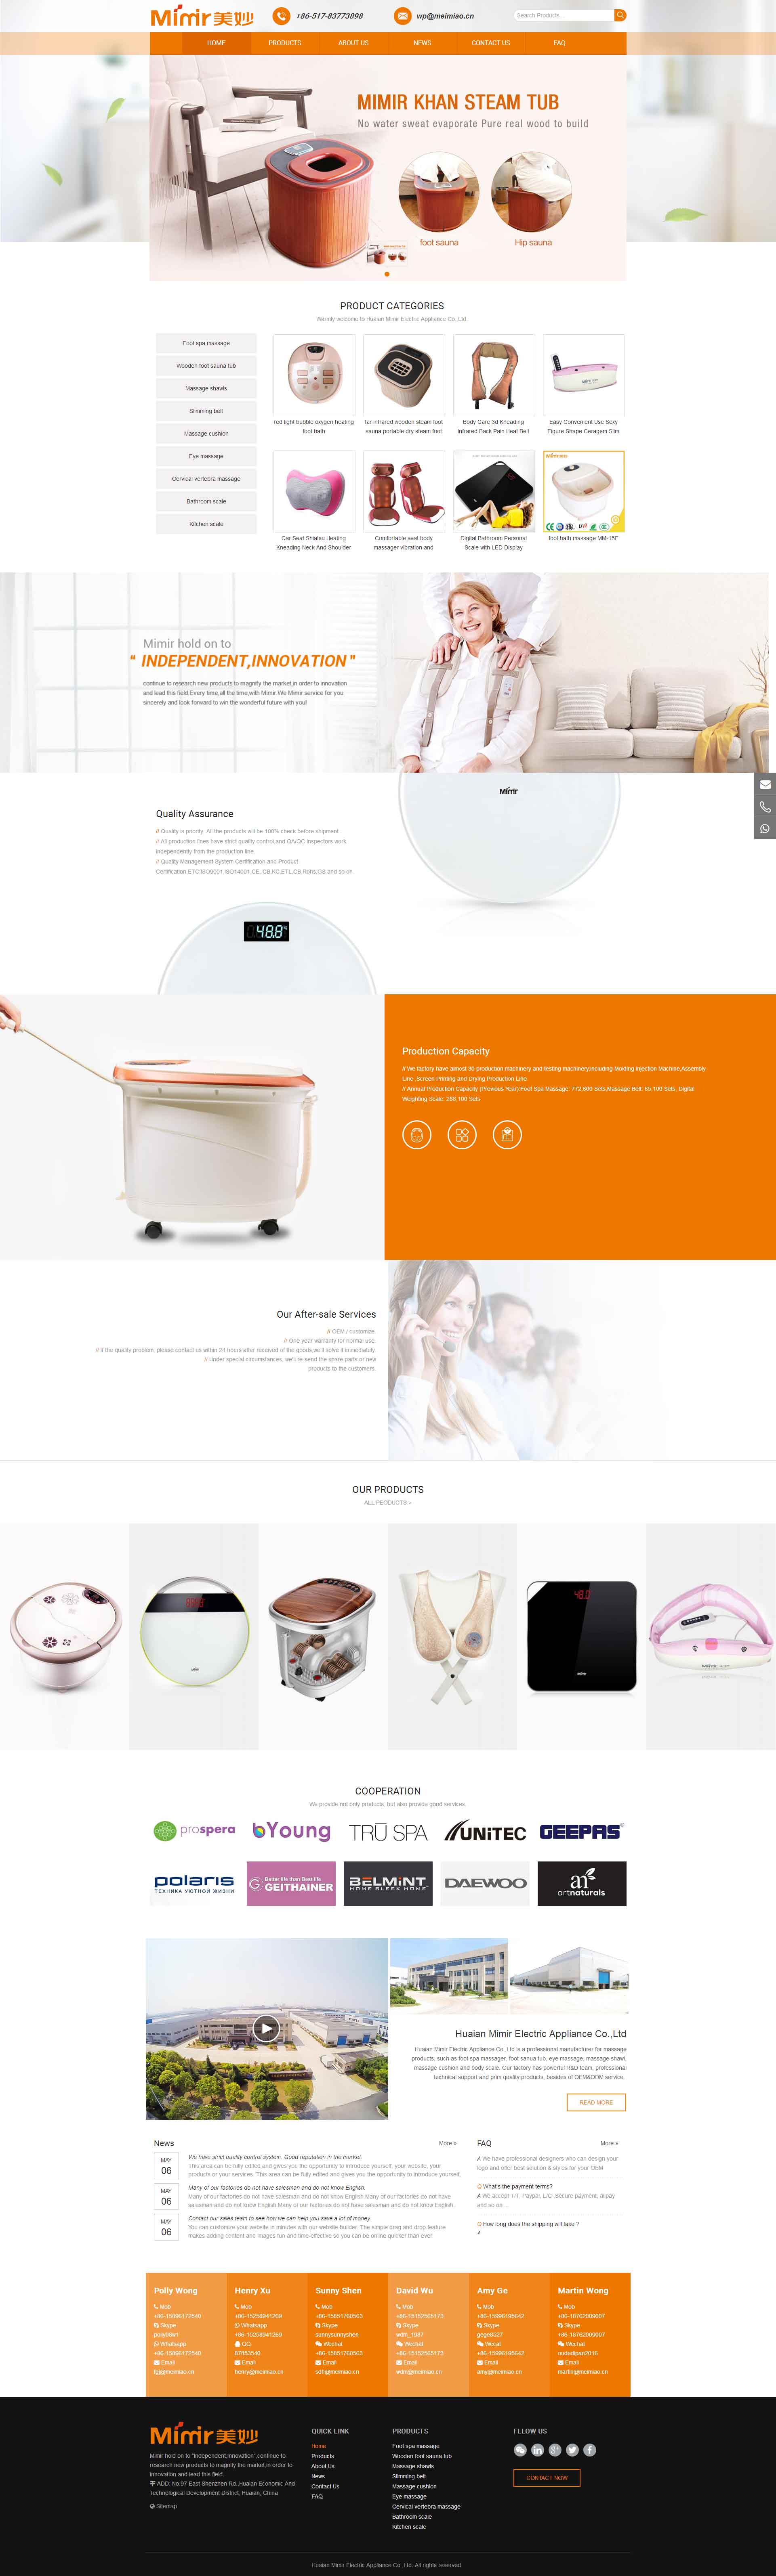 Mimir美妙
+86-517-83773898
wp@meimiao.cn
Search Products...
HOME
PRODUCTS
ABOUT US
NEWS
CONTACT US
FAQ
MIMIR KHAN STEAM TUB
No water sweat evaporate Pure real wood to build
foot sauna
Hip sauna
PRODUCT CATEGORIES
Warmly welcome to Huaian Mimir Electric Appleance Co.,Ltd.
Foot spa massage
Wooden foot sauna tub
Massage shawls
Slimming belt
Massage cushion
Eye massage
Cervical vertebra massage
Bathroom scale
Kitchen scale
red light bubble oxygen heating
foot bath
far infrared wooden steam foot
sauna portable dry steam foot
Body Care 3d Kneading
Infrared Back Pain Heat Belt
Easy Convenient Use Sexy
Figure Shape Ceragem Slim
Car Seat Shiatsu Heating
Kneading Neck And Shoulder
Comfortable seat body
massager vibration and
Digital Bathroom Personal
Scale with LED Display
foot bath massage MM-15F
Mimir hold on to
“ INDEPENDENT,INNOVATION ”
continue to research new products to magnify the market,in order to innovation
and lead this field.Every time,all the time,with Mimir.We Mimir service for you
sincerely and look forward to win the wonderful future with you!
Mimir
Quality Assurance
// Quality is priority. All the products will be 100% check before shipment.
// All production lines have strict quality control,and QA/QC inspectors work
independently from the production line.
// Quality Management System Certification and Product
Certification,ETC.ISO9001,ISO14001.CE, CB,KC,ETL,CB,Rohs,GS and so on
48.8
Production Capacity
// We factory have almost 30 production machinery and testing machinery,including Molding Injection Machine,Assembly
Line ,Screen Printing and Drying Production Line.
// Annual Production Capacity (Previous Year):Foot Spa Massage: 772,600 Sets,Massage Belt: 65,100 Sets, Digital
Weighting Scale: 288,100 Sets
Our After-sale Services
// OEM / customize.
// One year warranty for normal use.
// If the quality problem, please contact us within 24 hours after received of the goods,we'll solve it immediately.
// Under special circumstances, we'll re-send the spare parts or new
products to the customers.
OUR PRODUCTS
ALL PEODUCTS >
COOPERATION
We provide not only products, but also provide good services.
prospera
bYoung
TRŪ SPA
UNITEC
GEEPAS
polaris
ТЕХНИКА УЮТНОЙ ЖИЗНИ
Better life than Best life
GEITHAINER
BELMINT
HOME SLEEK HOME
DAEWOO
an
artnaturals
Huaian Mimir Electric Appliance Co.,Ltd
Huaian Mimir Electric Appliance Co.,Ltd is a professional manufacturer for massage
products, such as foot spa massager, foot sanua tub, eye massage, massage shawl,
massage cushion and body scale. Our factory has powerful R&D team, professional
technical support and prim quality products, besides of OEM&ODM service.
READ MORE
News
More »
MAY
06
We have strict quality control system. Good reputation in the market.
This area can be fully edited and gives you the opportunity to introduce yourself, your website, your
products or your services. This area can be fully edited and gives you the opportunity to introduce yourself,
MAY
06
Many of our factories do not have salesman and do not know English.
Many of our factories do not have salesman and do not know English.Many of our factories do not have
salesman and do not know English.Many of our factories do not have salesman and do not know English.
MAY
06
Contact our sales team to see how we can help you save a lot of money.
You can customize your website in minutes with our website builder. The simple drag and drop feature
makes adding content and images fun and time-effective so you can be online quicker than ever.
FAQ
More »
A We have professional designers who can design your
logo and offer best solution & styles for your OEM
Q What's the payment terms?
A We accept T/T, Paypal, L/C ,Secure payment, alipay
and so on ...
Q How long does the shipping will take ?
A
Polly Wong
Mob
+86-15896172540
Skype
Whatsapp
+86-15896172540
Email
Henry Xu
Mob
+86-15258941269
Whatsapp
+86-15258941269
QQ
87853540
Email
henry@meimiao.cn
Sunny Shen
Mob
+86-15851760563
Skype
sunnysunnyshen
Wechat
+86-15851760563
Email
sdh@meimiao.cn
David Wu
Mob
+86-15152565173
Skype
wdm_1987
Wechat
+86-15152565173
Email
wdm@meimiao.cn
Amy Ge
Mob
+86-15996195642
Skype
gege6527
Wecat
+86-15996195642
Email
amy@meimiao.cn
Martin Wong
Mob
+86-18762009067
Skype
+86-18762009067
Wechat
oudedipan2016
Email
martin@meimiao.cn
Mimir美妙
Mimir hold on to "Independent,Innovation",continue to
research new products to magnify the market,in order to
innovation and lead this field.
ADD: No.97 East Shenzhen Rd.,Huaian Economic And
Technological Development District, Huaian, China
Sitemap
QUICK LINK
Home
Products
About Us
News
Contact Us
FAQ
PRODUCTS
Foot spa massage
Wooden foot sauna tub
Massage shawls
Slimming belt
Massage cushion
Eye massage
Cervical vertebra massage
Bathroom scale
Kitchen scale
FLLOW US
CONTACT NOW
Huaian Mimir Electric Appliance Co.,Ltd. All rights reserved.